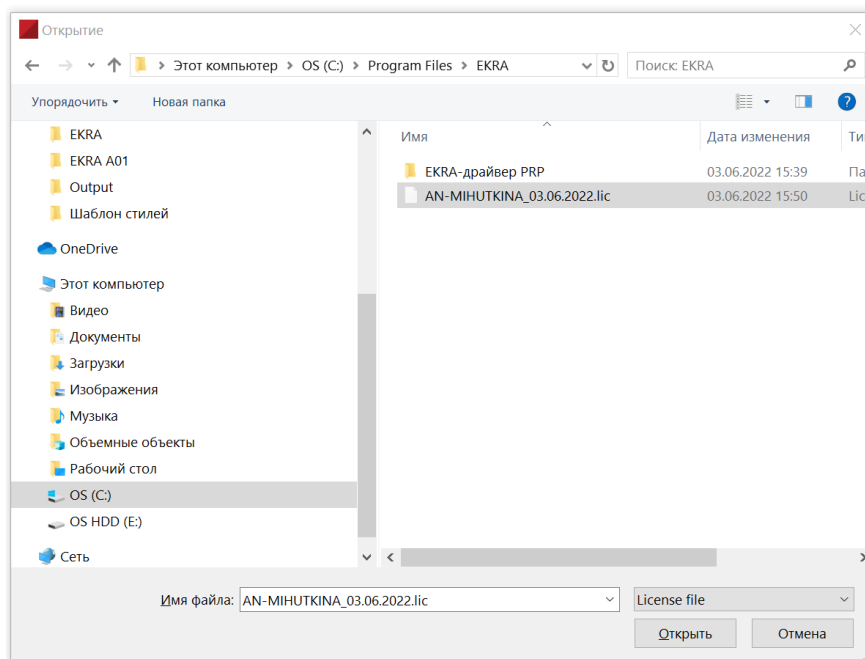 Открытие
Этот компьютер > OS (C:) > Program Files > EKRA
Поиск: EKRA
Упорядочить
Новая папка
?
EKRA
EKRA A01
Output
Шаблон стилей
OneDrive
Этот компьютер
Видео
Документы
Загрузки
Изображения
Музыка
Объемные объекты
Рабочий стол
OS (C:)
OS HDD (E:)
Сеть
Имя Дата изменения Ти
EKRA-драйвер PRP 03.06.2022 15:39 Па
AN-MIHUTKINA_03.06.2022.lic 03.06.2022 15:50 Lic
Имя файла: AN-MIHUTKINA_03.06.2022.lic License file
Открыть Отмена